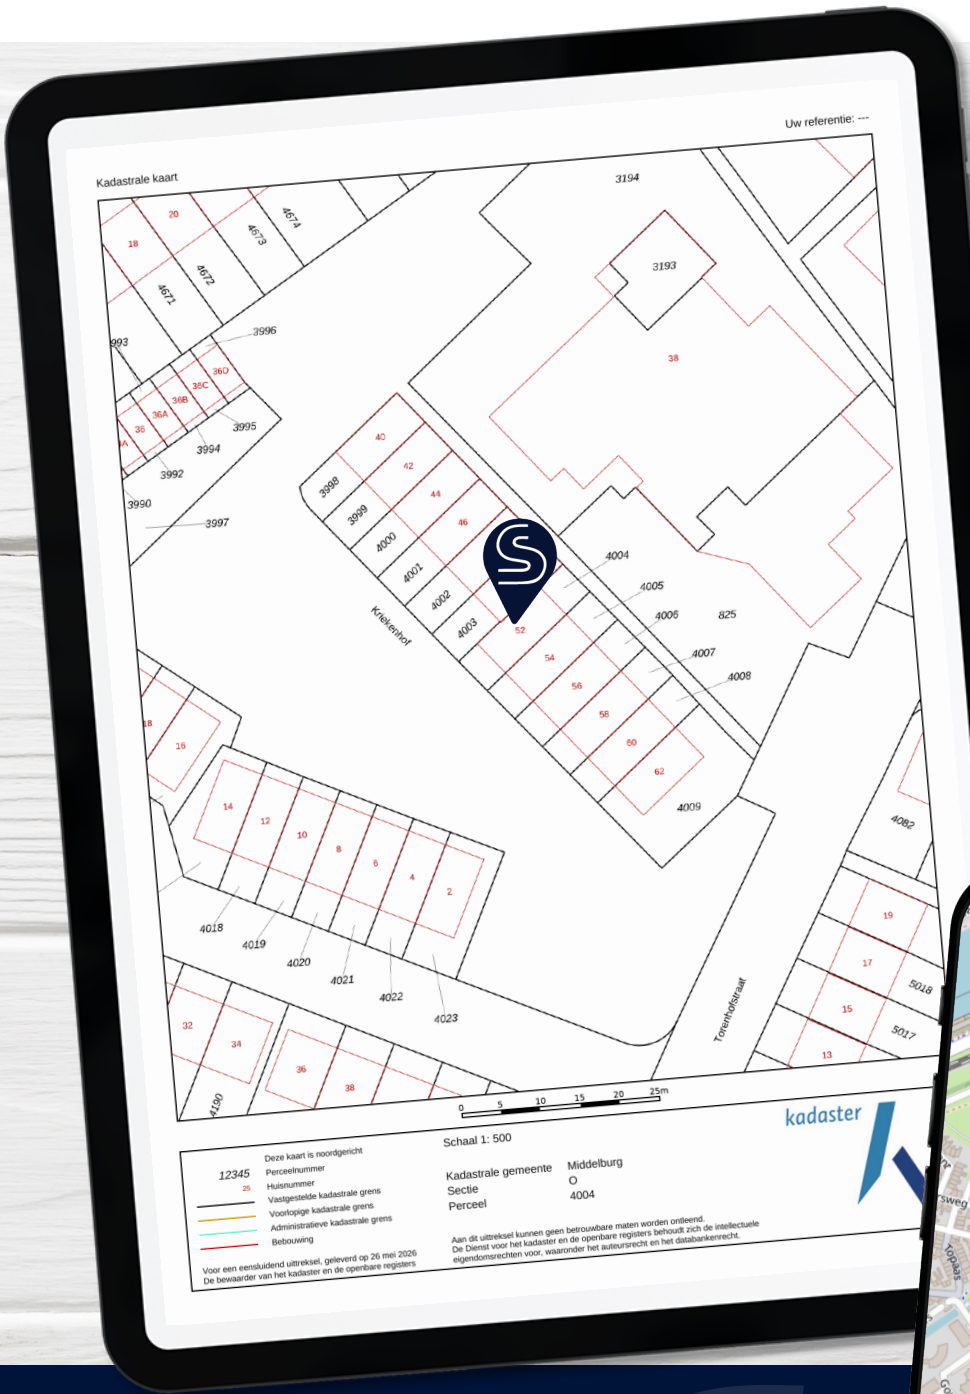 Uw referentie: ---
Kadastrale kaart
3194
20
4674
18
4673
3193
4672
4671
3996
993
38
36D
36C
36B
36A
36
3995
3994
3992
3990
3997
40
42
44
46
3998
3999
4000
4001
4002
4003
Kriekenhof
4004
4005
4006
825
4007
4008
52
54
56
58
60
62
4009
18
16
14
12
10
8
6
4
2
4082
4018
4019
4020
4021
4022
4023
19
17
15
13
5018
5017
Torenhofstraat
32
34
36
38
4190
0 5 10 15 20 25m
Schaal 1: 500
kadaster
Deze kaart is noordgericht
12345 Perceelnummer
25 Huisnummer
Vastgestelde kadastrale grens
Voorlopige kadastrale grens
Administratieve kadastrale grens
Bebouwing
Kadastrale gemeente Middelburg
Sectie O
Perceel 4004
Voor een eensluidend uittreksel, geleverd op 26 mei 2026
De bewaarder van het kadaster en de openbare registers
Aan dit uittreksel kunnen geen betrouwbare maten worden ontleend.
De Dienst voor het kadaster en de openbare registers behoudt zich de intellectuele
eigendomsrechten voor, waaronder het auteursrecht en het databankenrecht.
rsweg
Topaas